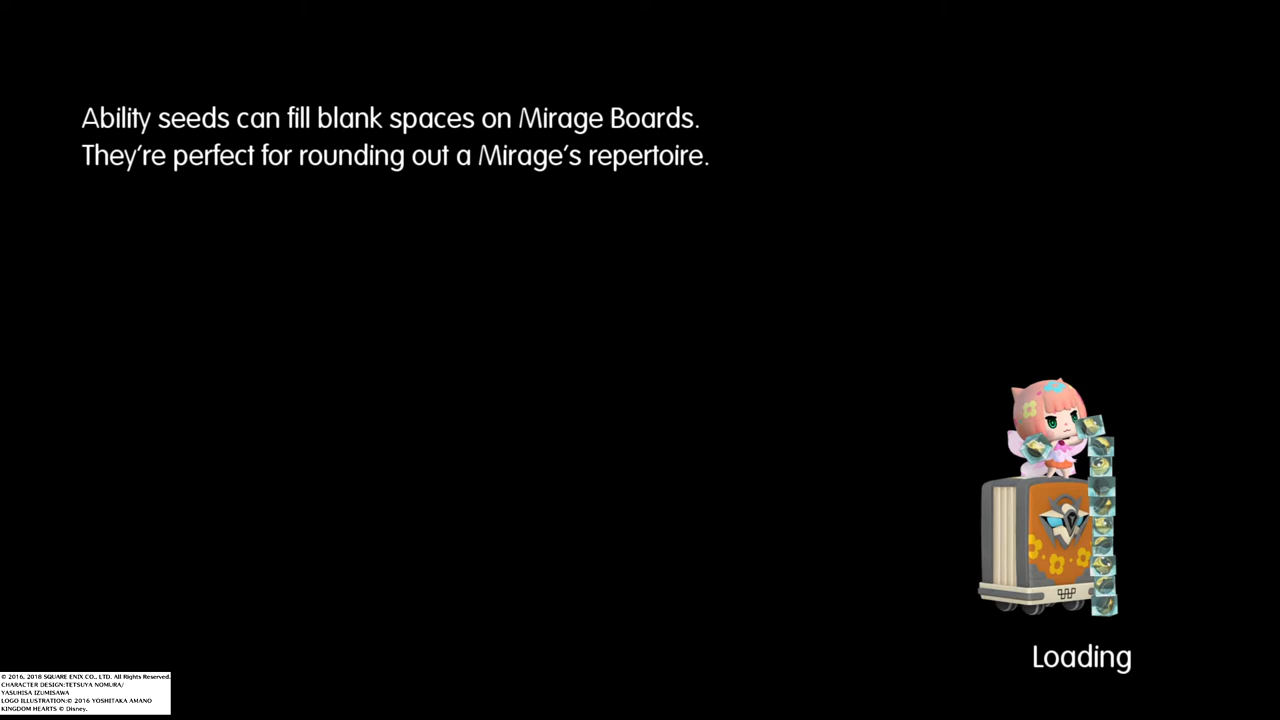 Ability seeds can fill blank spaces on Mirage Boards.
They're perfect for rounding out a Mirage's repertoire.
Loading
© 2016, 2018 SQUARE ENIX CO., LTD. All Rights Reserved.
CHARACTER DESIGN:TETSUYA NOMURA/
YASUHISA IZUMISAWA
LOGO ILLUSTRATION:© 2016 YOSHITAKA AMANO
KINGDOM HEARTS © Disney.